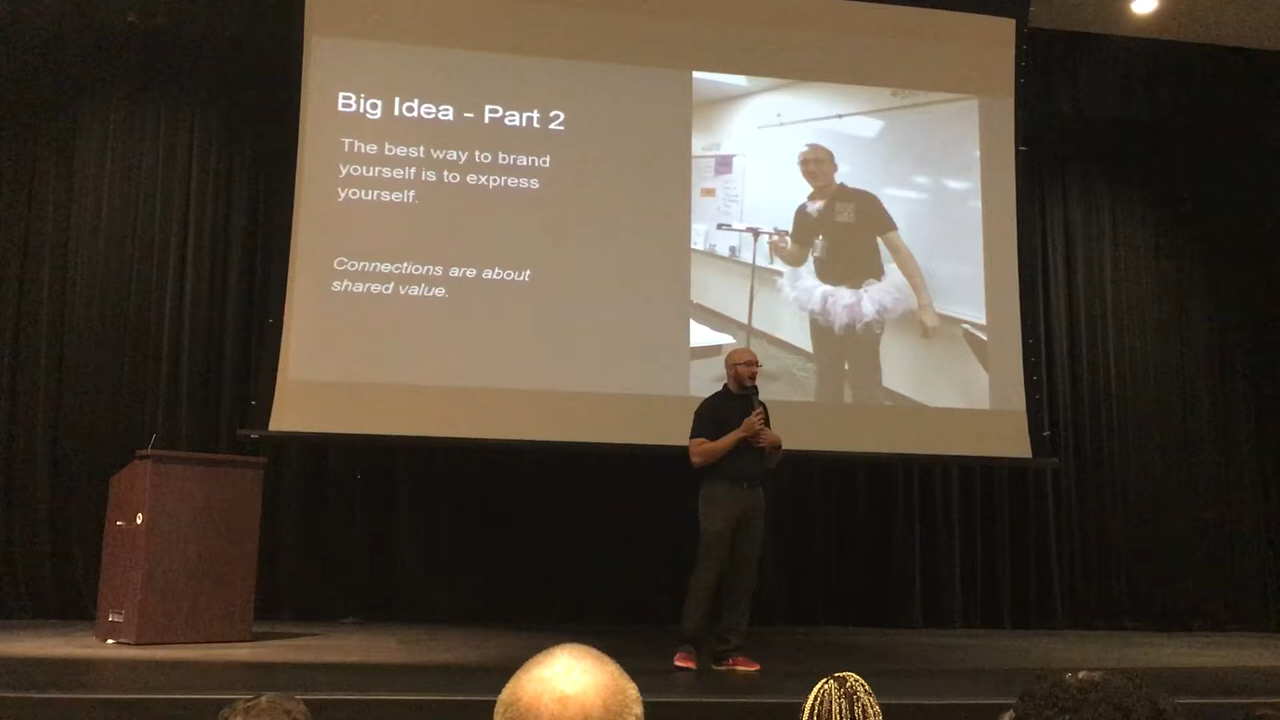 Big Idea - Part 2
The best way to brand
yourself is to express
yourself.
Connections are about
shared value.